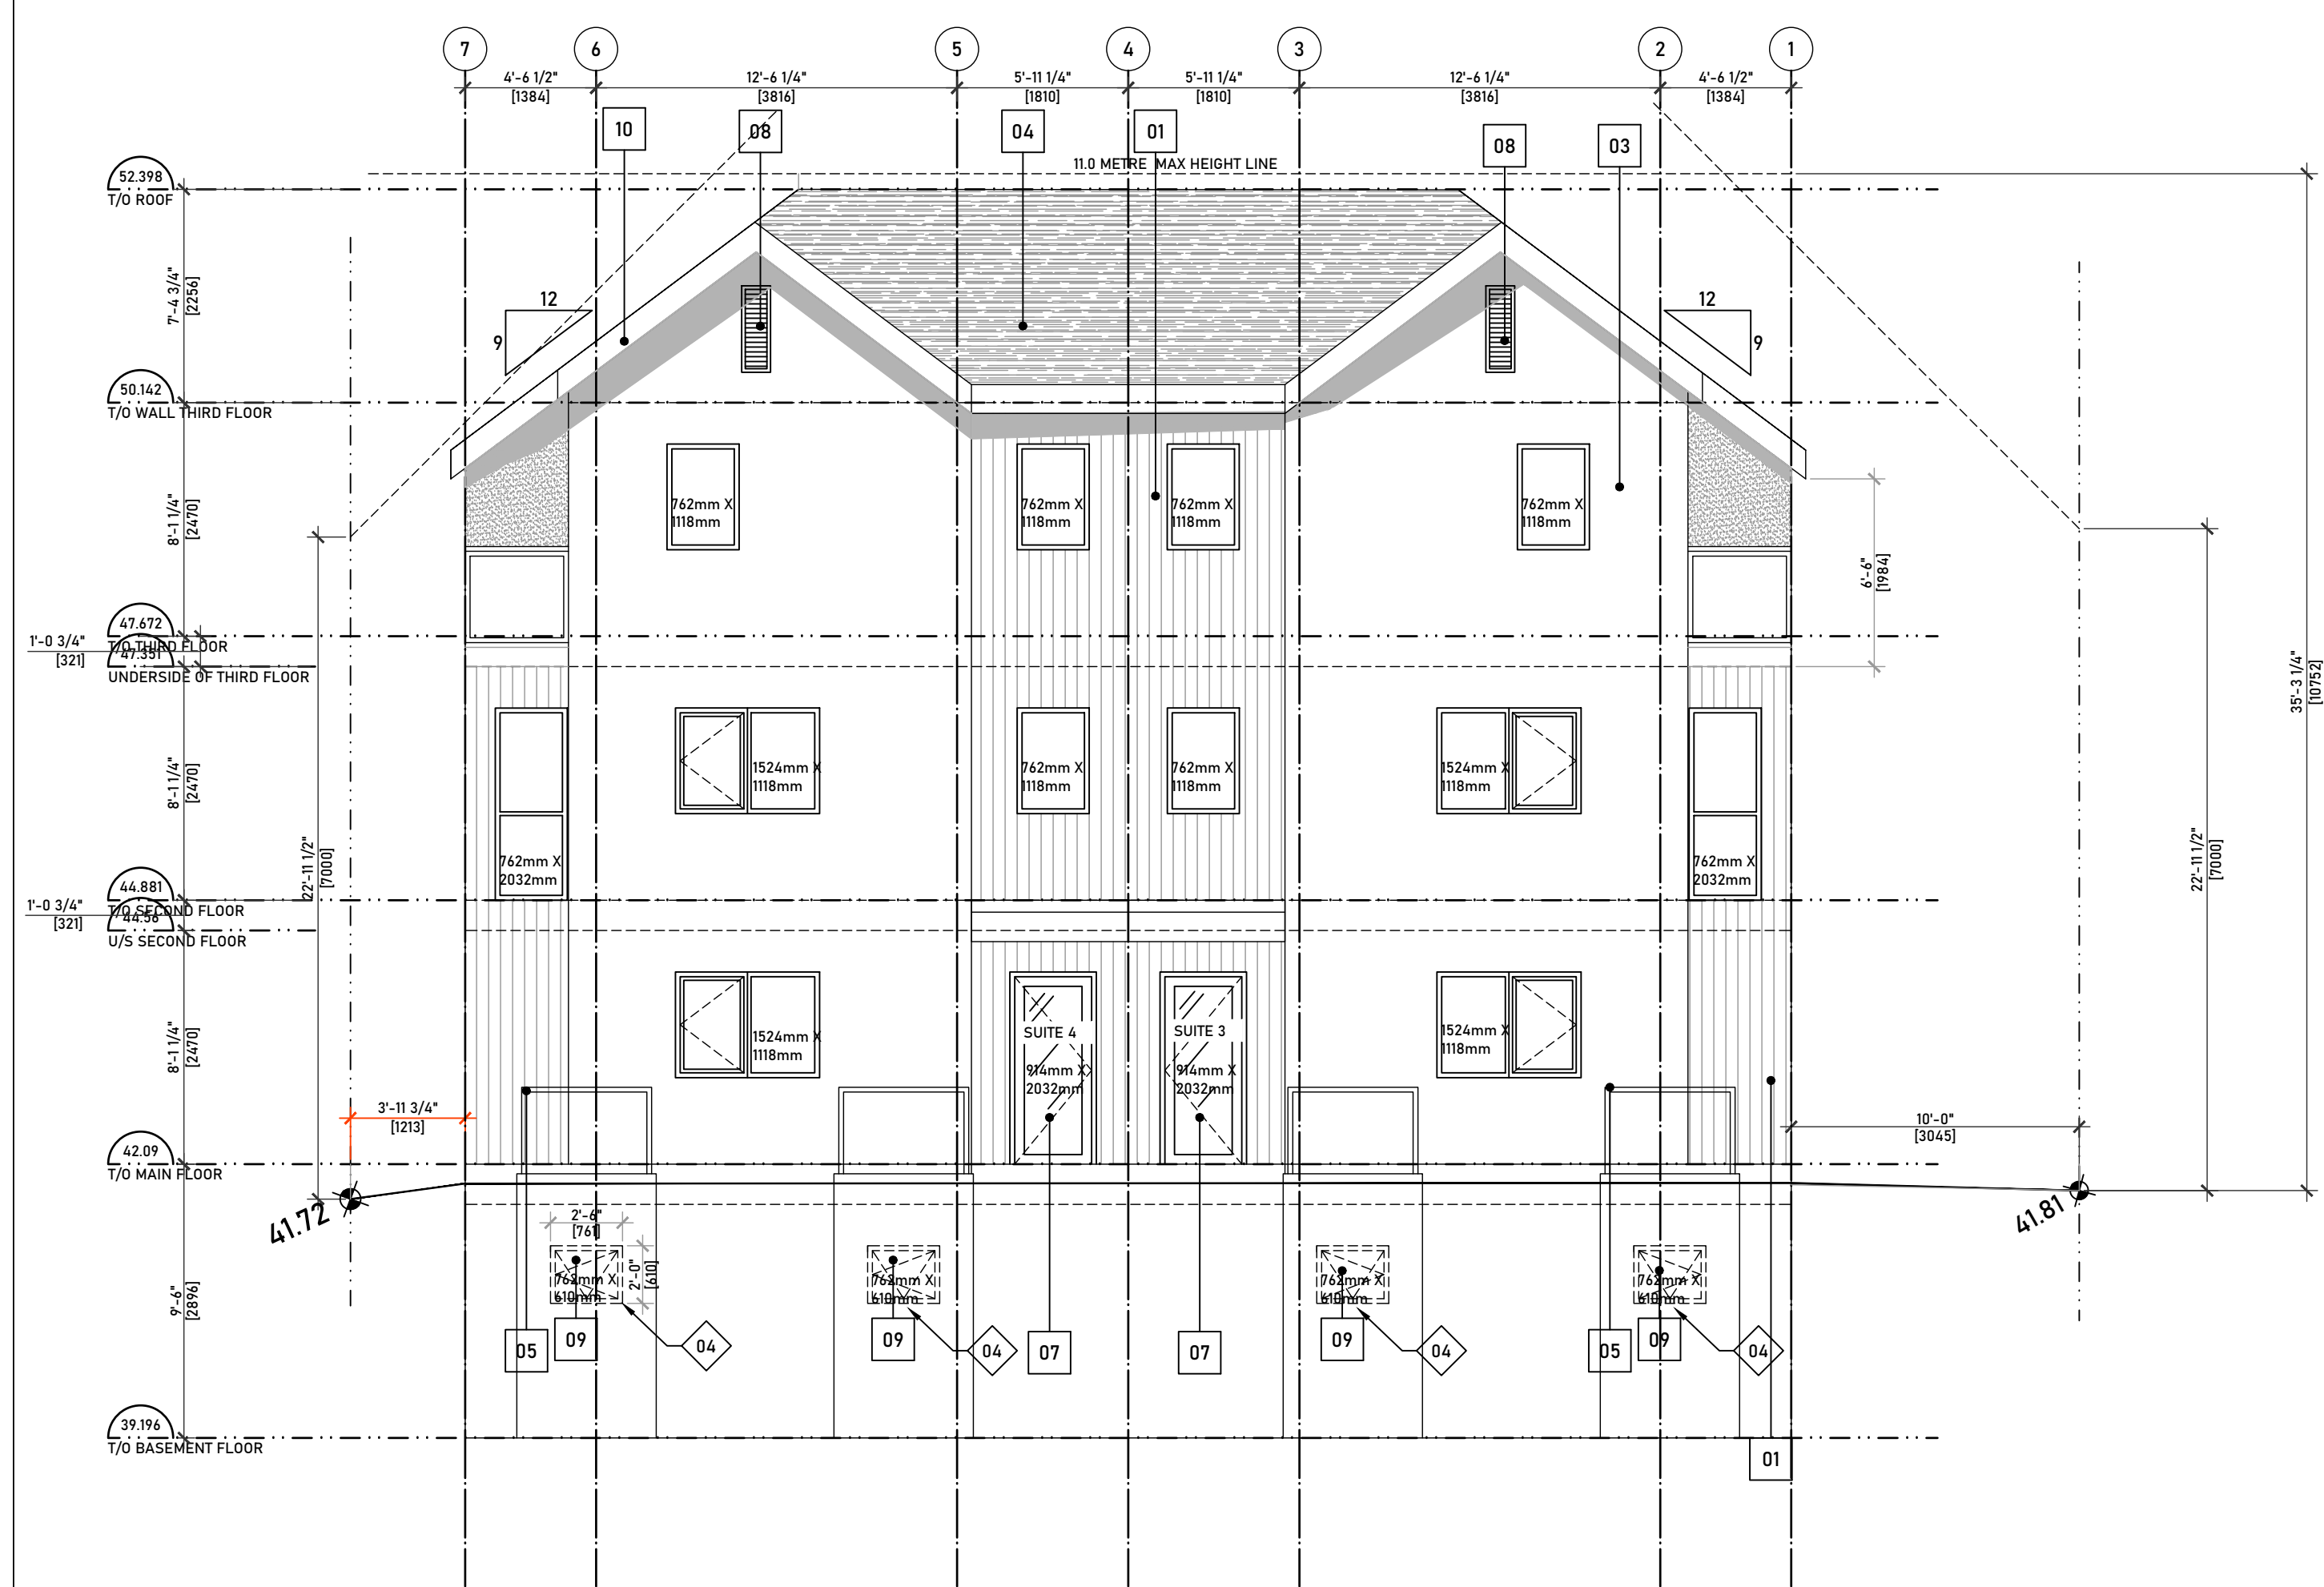 7 6 5 4 3 2 1
4'-6 1/2" 12'-6 1/4" 5'-11 1/4" 5'-11 1/4" 12'-6 1/4" 4'-6 1/2"
[1384] [3816] [1810] [1810] [3816] [1384]
10 08 04 01 08 03
11.0 METRE MAX HEIGHT LINE
52.398
T/O ROOF
7'-4 3/4"
[2256]
12
9
12
9
50.142
T/O WALL THIRD FLOOR
8'-1 1/4"
[2470]
762mm X
1118mm
762mm X
1118mm
762mm X
1118mm
762mm X
1118mm
6'-6"
[1984]
47.672
T/O THIRD FLOOR
1'-0 3/4"
[321]
47.351
UNDERSIDE OF THIRD FLOOR
35'-3 1/4"
[10752]
8'-1 1/4"
[2470]
1524mm X
1118mm
762mm X
1118mm
762mm X
1118mm
1524mm X
1118mm
22'-11 1/2"
[7000]
762mm X
2032mm
762mm X
2032mm
22'-11 1/2"
[7000]
44.881
T/O SECOND FLOOR
1'-0 3/4"
[321]
44.56
U/S SECOND FLOOR
8'-1 1/4"
[2470]
1524mm X
1118mm
SUITE 4
914mm X
2032mm
SUITE 3
914mm X
2032mm
1524mm X
1118mm
3'-11 3/4"
[1213]
10'-0"
[3045]
42.09
T/O MAIN FLOOR
41.72
41.81
2'-6"
[761]
2'-0"
[610]
9'-6"
[2896]
762mm X
610mm
762mm X
610mm
762mm X
610mm
762mm X
610mm
05 09 04 09 04 07 07 09 04 05 09 04
39.196
T/O BASEMENT FLOOR
01